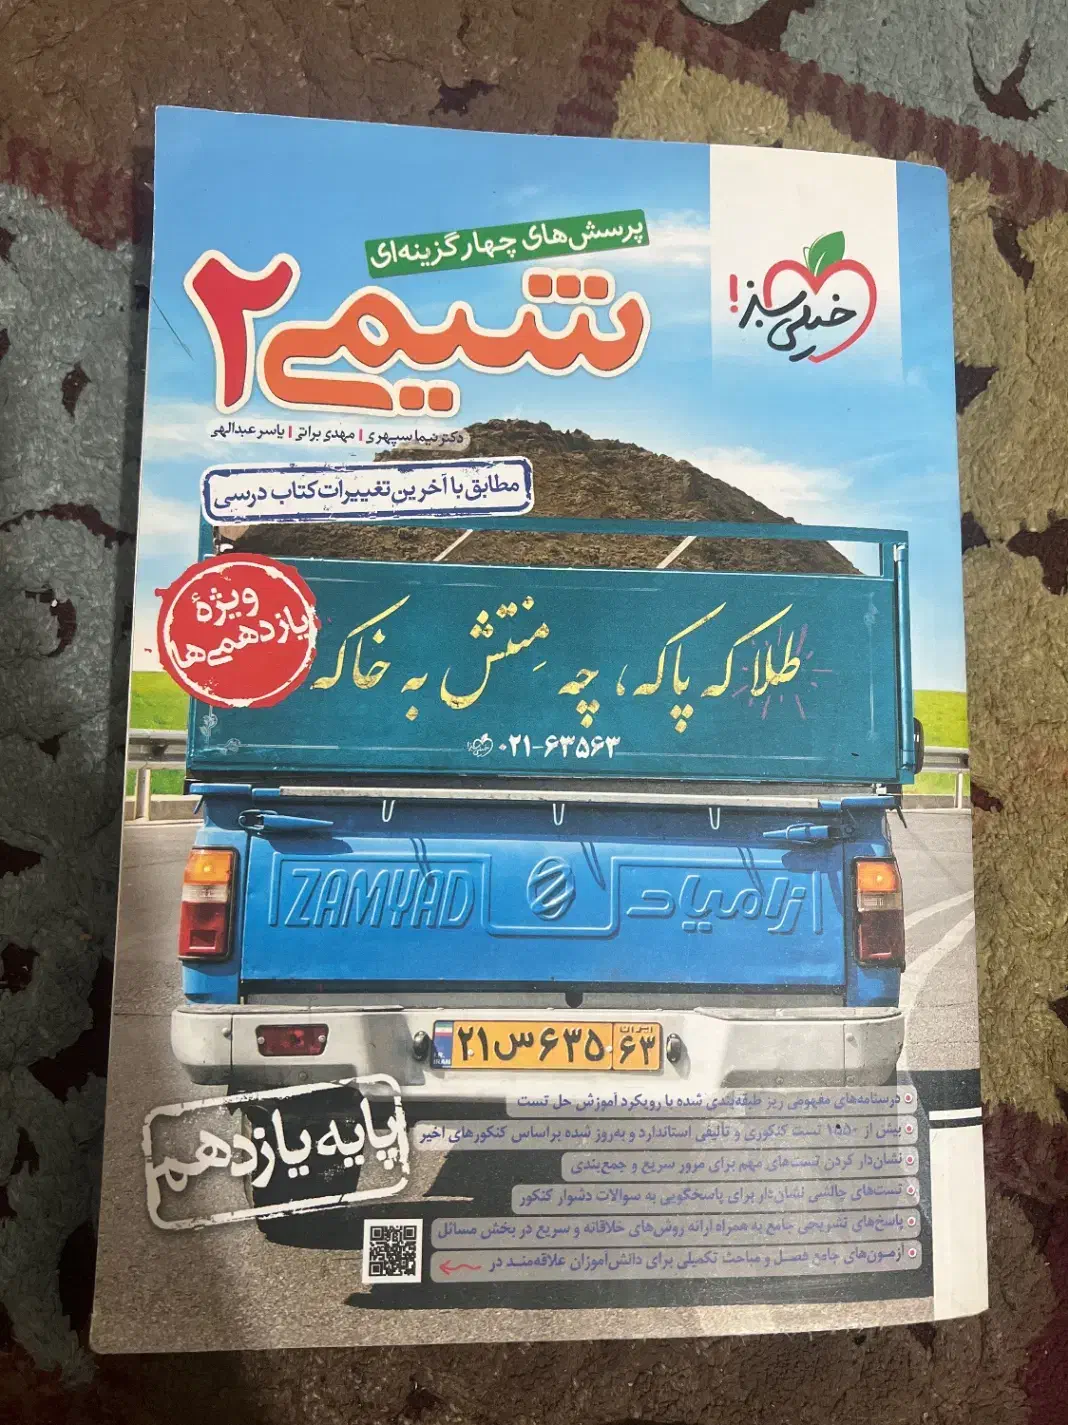 پرسش‌های چهارگزینه‌ای
خیلی سبز!
شیمی ۲
دکتر نیما سپهری | مهدی براتی | یاسر عبدالهی
مطابق با آخرین تغییرات کتاب درسی
ویژهٔ
یازدهمی‌ها
طلا که پاکه، چه مِنتش به خاکه
۰۲۱-۶۳۵۶۳
ZAMYAD زامیاد
ایران
۲۱س۶۳۵ ۶۳
پایه یازدهم
درسنامه‌های مفهومی ریز طبقه‌بندی شده با رویکرد آموزش حل تست
بیش از ۱۵۵۰ تست کنکوری و تألیفی استاندارد و به‌روز شده براساس کنکورهای اخیر
نشان‌دار کردن تست‌های مهم برای مرور سریع و جمع‌بندی
تست‌های چالشی نشان‌دار برای پاسخگویی به سوالات دشوار کنکور
پاسخ‌های تشریحی جامع به همراه ارائه روش‌های خلاقانه و سریع در بخش مسائل
آزمون‌های جامع فصل و مباحث تکمیلی برای دانش‌آموزان علاقه‌مند در